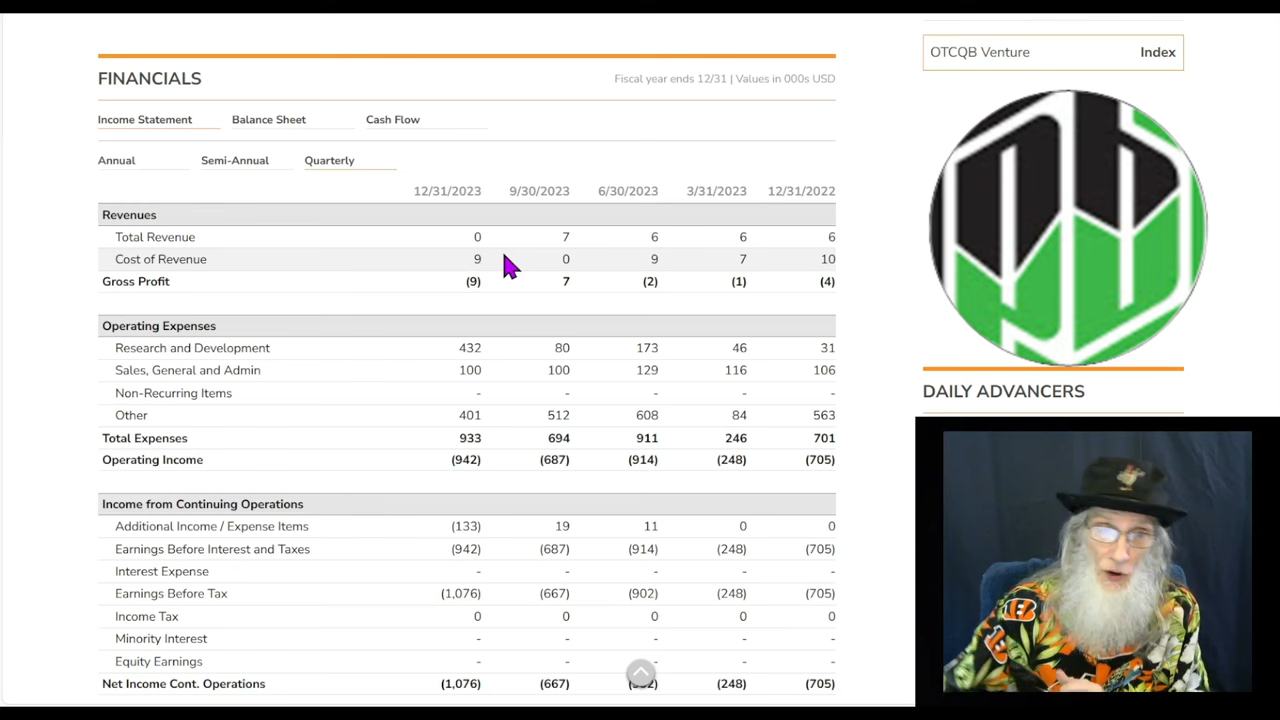 OTCQB Venture Index
FINANCIALS Fiscal year ends 12/31 | Values in 000s USD
Income Statement Balance Sheet Cash Flow
Annual Semi-Annual Quarterly
12/31/2023 9/30/2023 6/30/2023 3/31/2023 12/31/2022
Revenues
Total Revenue 0 7 6 6 6
Cost of Revenue 9 0 9 7 10
Gross Profit (9) 7 (2) (1) (4)
Operating Expenses
Research and Development 432 80 173 46 31
Sales, General and Admin 100 100 129 116 106
Non-Recurring Items - - - - -
Other 401 512 608 84 563
Total Expenses 933 694 911 246 701
Operating Income (942) (687) (914) (248) (705)
Income from Continuing Operations
Additional Income / Expense Items (133) 19 11 0 0
Earnings Before Interest and Taxes (942) (687) (914) (248) (705)
Interest Expense - - - - -
Earnings Before Tax (1,076) (667) (902) (248) (705)
Income Tax 0 0 0 0 0
Minority Interest - - - - -
Equity Earnings - - - - -
Net Income Cont. Operations (1,076) (667) (248) (705)
DAILY ADVANCERS